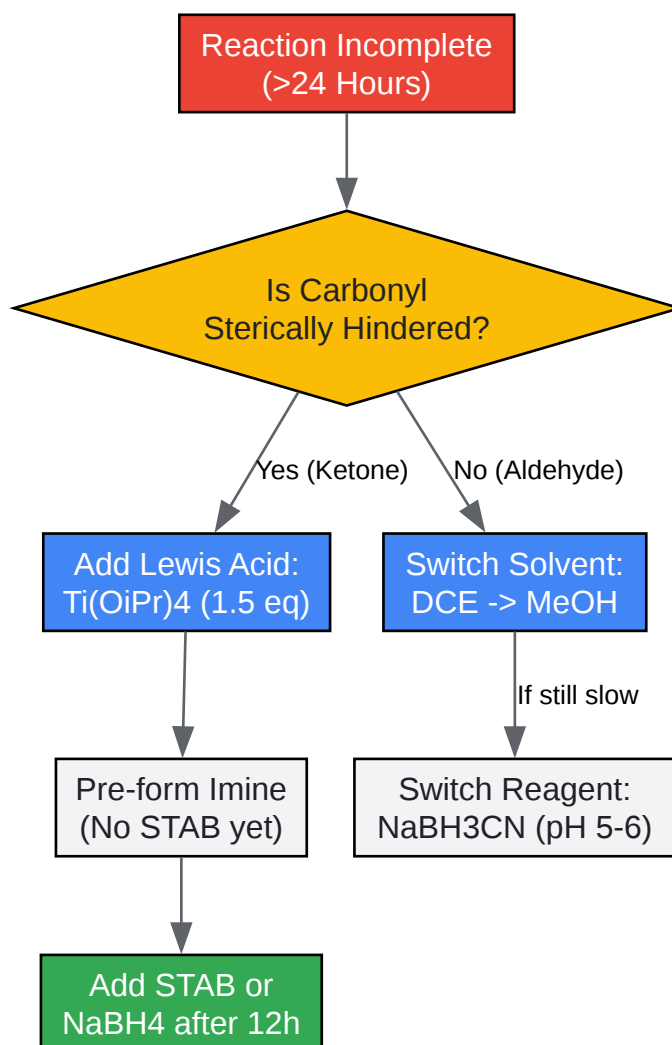 Reaction Incomplete
(>24 Hours)
Is Carbonyl
Sterically Hindered?
Yes (Ketone)
No (Aldehyde)
Add Lewis Acid:
Ti(OiPr)4 (1.5 eq)
Switch Solvent:
DCE -> MeOH
If still slow
Pre-form Imine
(No STAB yet)
Switch Reagent:
NaBH3CN (pH 5-6)
Add STAB or
NaBH4 after 12h